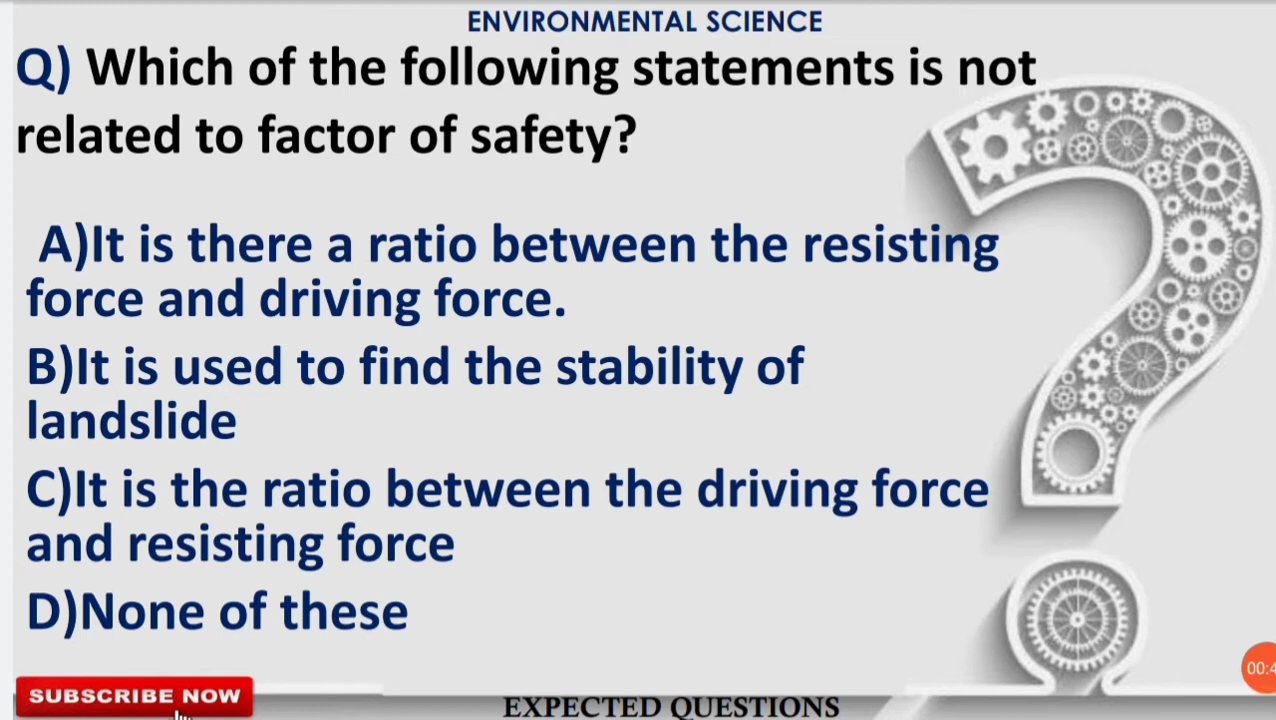 ENVIRONMENTAL SCIENCE
Q) Which of the following statements is not
related to factor of safety?
A)It is there a ratio between the resisting
force and driving force.
B)It is used to find the stability of
landslide
C)It is the ratio between the driving force
and resisting force
D)None of these
00:4
SUBSCRIBE NOW
EXPECTED QUESTIONS